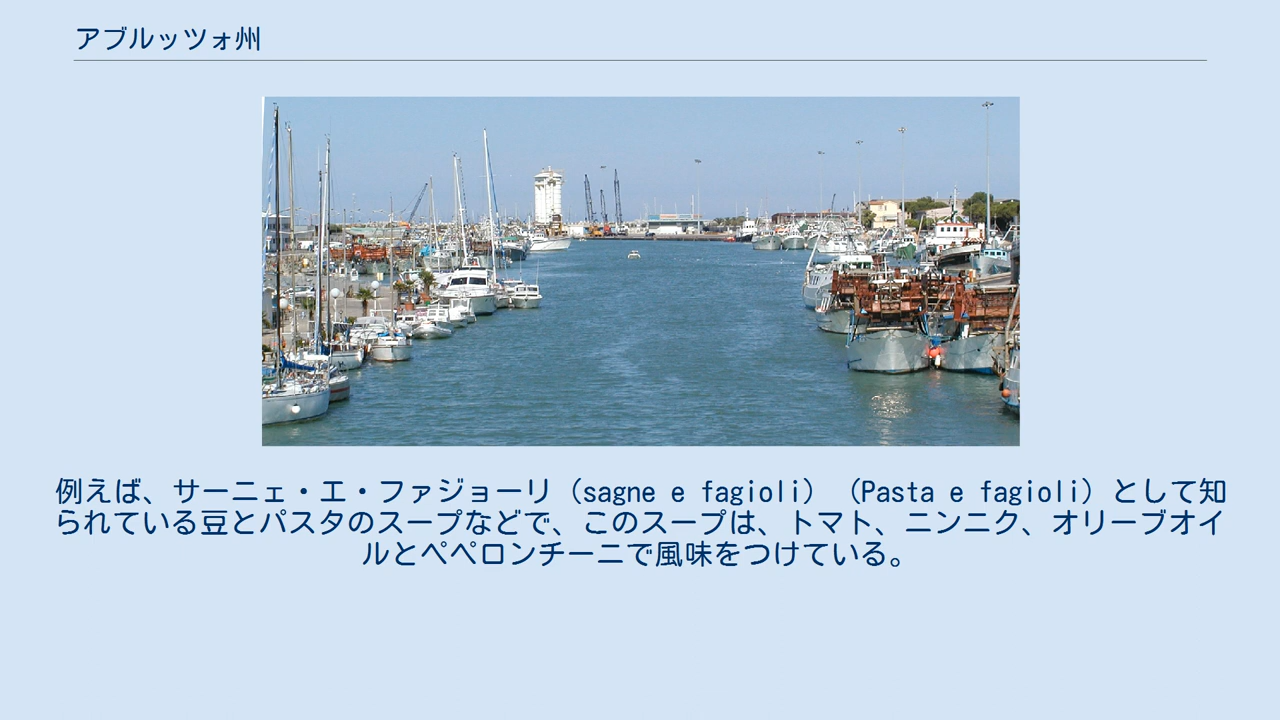 アブルッツォ州
例えば、サーニェ・エ・ファジョーリ（sagne e fagioli）（Pasta e fagioli）として知
られている豆とパスタのスープなどで、このスープは、トマト、ニンニク、オリーブオイ
ルとペペロンチーニで風味をつけている。